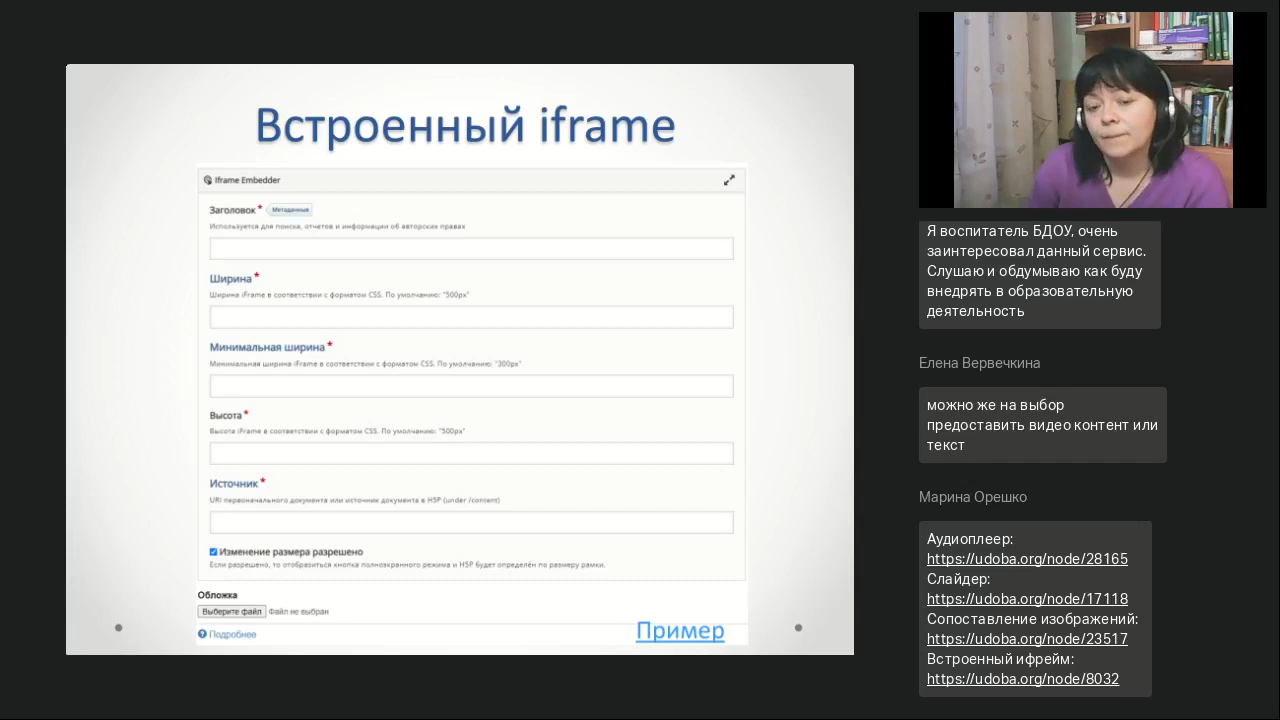 Встроенный iframe
Iframe Embedder
Заголовок * Метаданные
Используется для поиска, отчетов и информации об авторских правах
Ширина *
Ширина iFrame в соответствии с форматом CSS. По умолчанию: "500px"
Минимальная ширина *
Минимальная ширина iFrame в соответствии с форматом CSS. По умолчанию: "300px"
Высота *
Высота iFrame в соответствии с форматом CSS. По умолчанию: "500px"
Источник *
URI первоначального документа или источник документа в H5P (under /content)
Изменение размера разрешено
Если разрешено, то отобразиться кнопка полноэкранного режима и H5P будет определён по размеру рамки.
Обложка
Выберите файл Файл не выбран
Подробнее
Пример
Я воспитатель БДОУ, очень
заинтересовал данный сервис.
Слушаю и обдумываю как буду
внедрять в образовательную
деятельность
Елена Вервечкина
можно же на выбор
предоставить видео контент или
текст
Марина Орешко
Аудиоплеер:
https://udoba.org/node/28165
Слайдер:
https://udoba.org/node/17118
Сопоставление изображений:
https://udoba.org/node/23517
Встроенный ифрейм:
https://udoba.org/node/8032